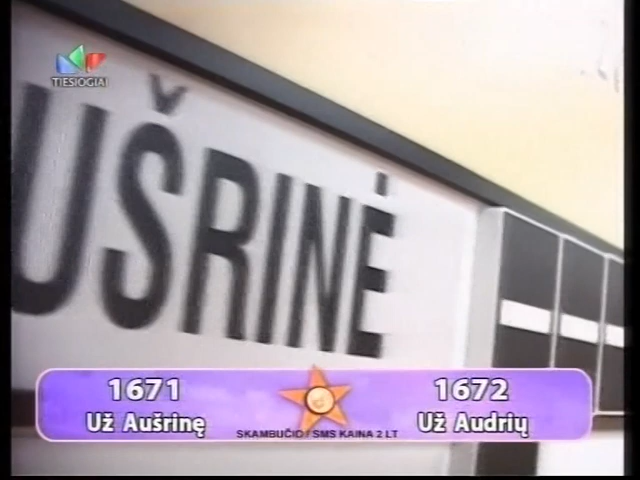 TIESIOGIAI
UŠRINĖ
1671
Už Aušrinę
1672
Už Audrių
SKAMBUČIO / SMS KAINA 2 LT